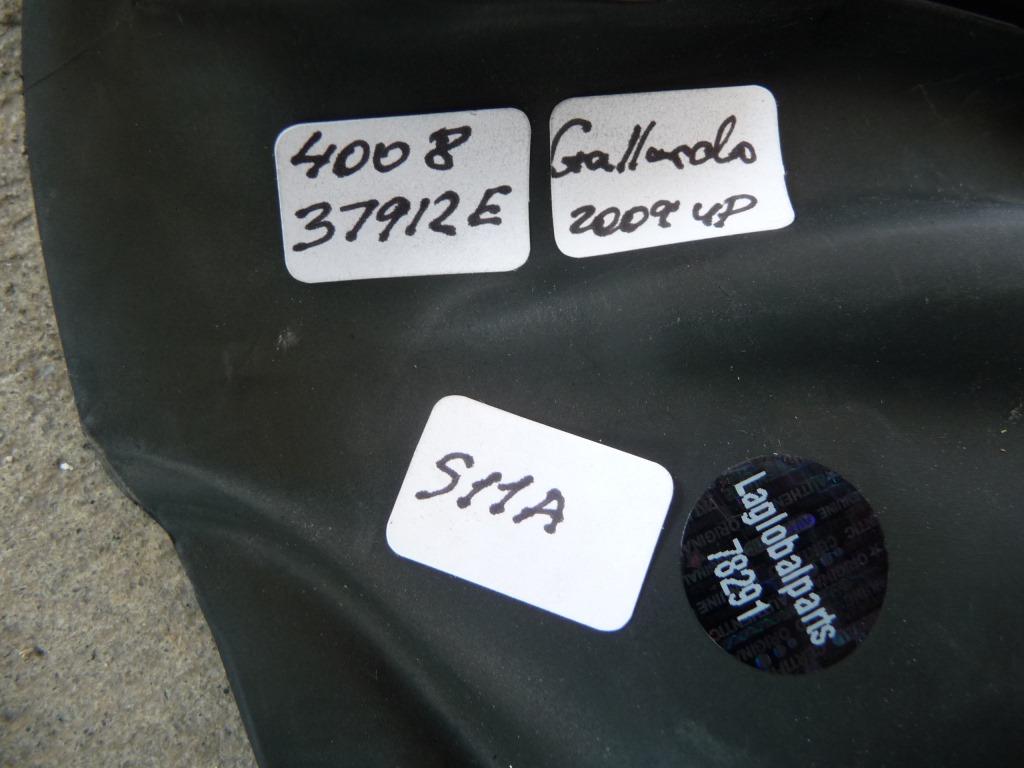 4008
37912E
Gallardo
2009 UP
S11A
Laglobalparts
78291